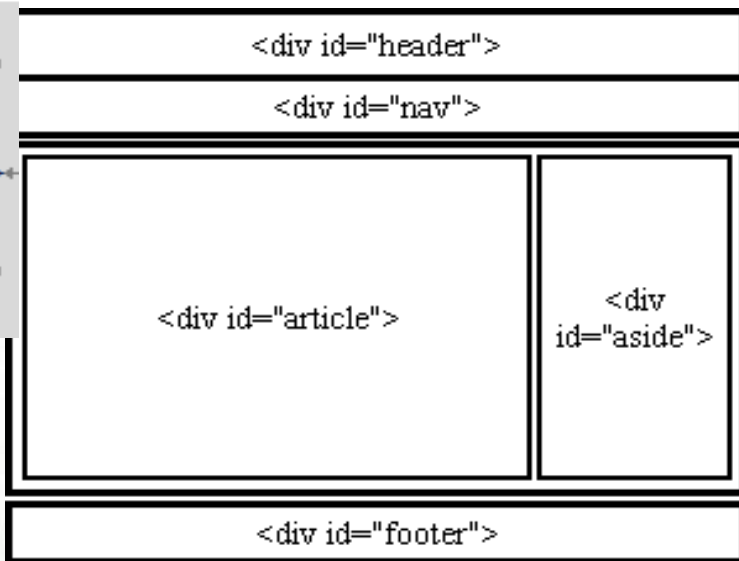 <div id="header">
<div id="nav">
<div id="article">
<div
id="aside">
<div id="footer">